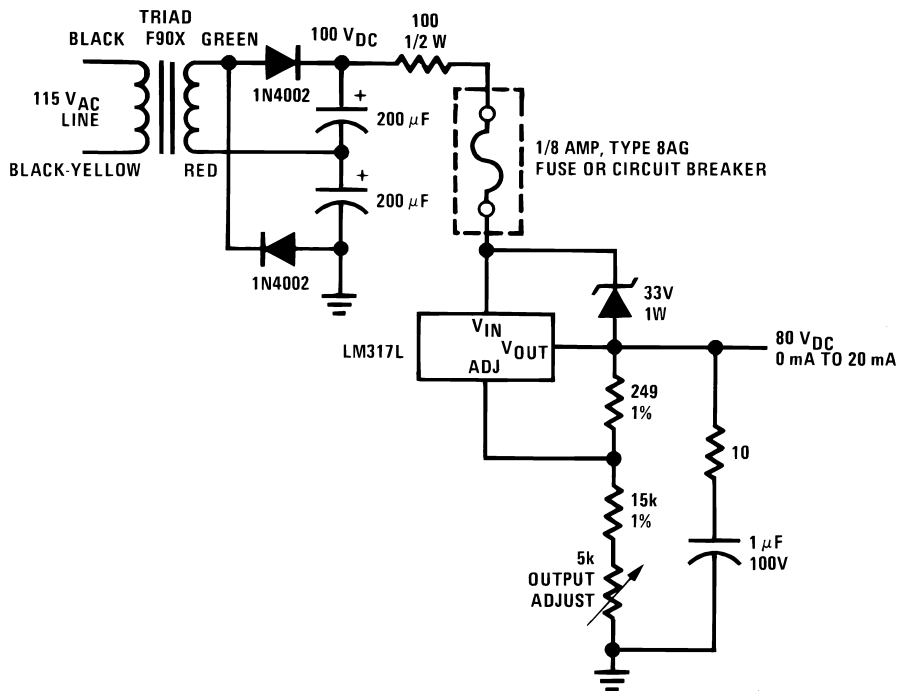 TRIAD
F90X
BLACK
GREEN
115 VAC
LINE
BLACK-YELLOW
RED
1N4002
100 VDC
+
200 μF
+
200 μF
1N4002
100
1/2 W
1/8 AMP, TYPE 8AG
FUSE OR CIRCUIT BREAKER
33V
1W
LM317L
VIN
VOUT
ADJ
80 VDC
0 mA TO 20 mA
249
1%
10
15k
1%
5k
OUTPUT
ADJUST
1 μF
100V